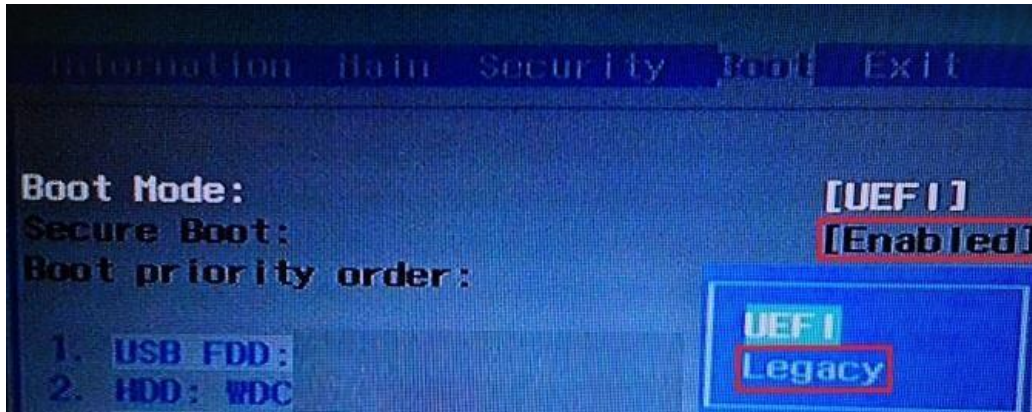 Information Main Security Boot Exit
Boot Mode: [UEFI]
Secure Boot: [Enabled]
Boot priority order:
UEFI
1. USB FDD:
Legacy
2. HDD: WDC